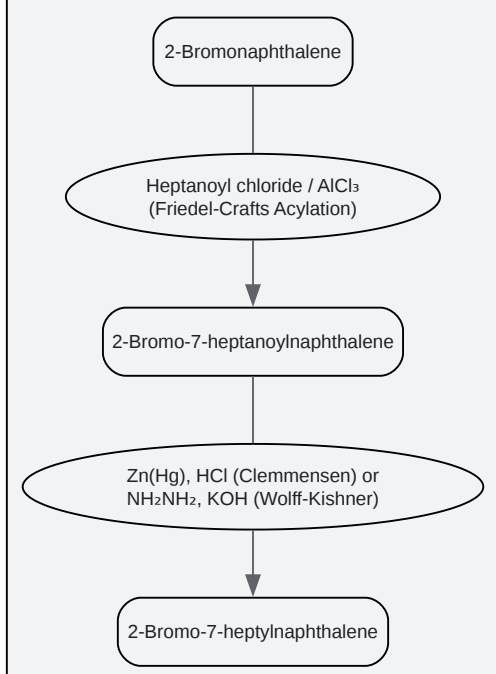 2-Bromonaphthalene
Heptanoyl chloride / AlCl₃
(Friedel-Crafts Acylation)
2-Bromo-7-heptanoylnaphthalene
Zn(Hg), HCl (Clemmensen) or
NH₂NH₂, KOH (Wolff-Kishner)
2-Bromo-7-heptylnaphthalene